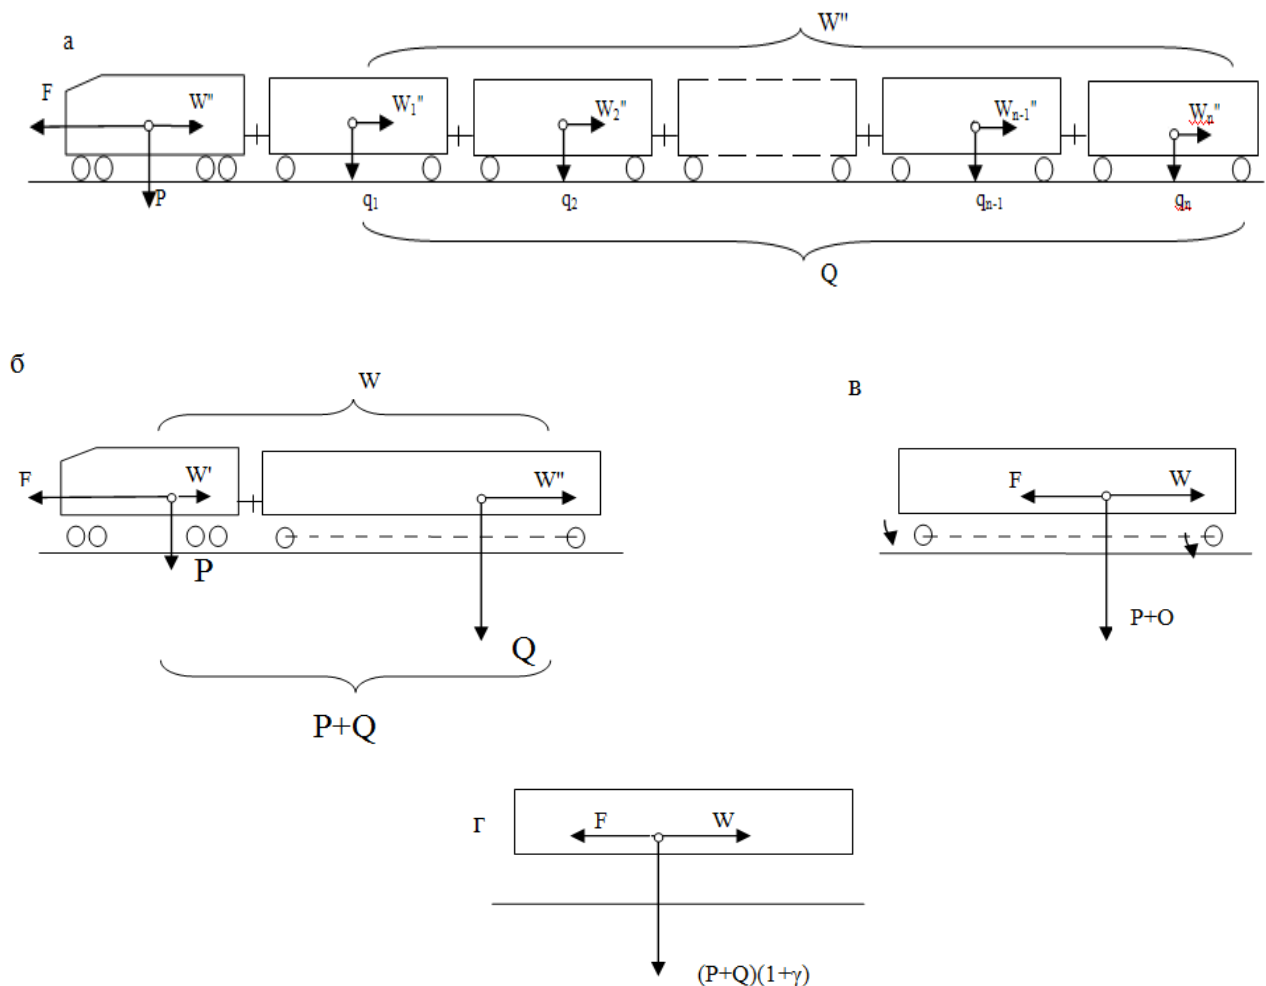 W"
а
F
W"
W₁"
W₂"
Wₙ₋₁"
Wₙ"
P
q₁
q₂
qₙ₋₁
qₙ
Q
б
W
в
F
W'
W"
F
W
P
P+O
Q
P+Q
г
F
W
(P+Q)(1+γ)